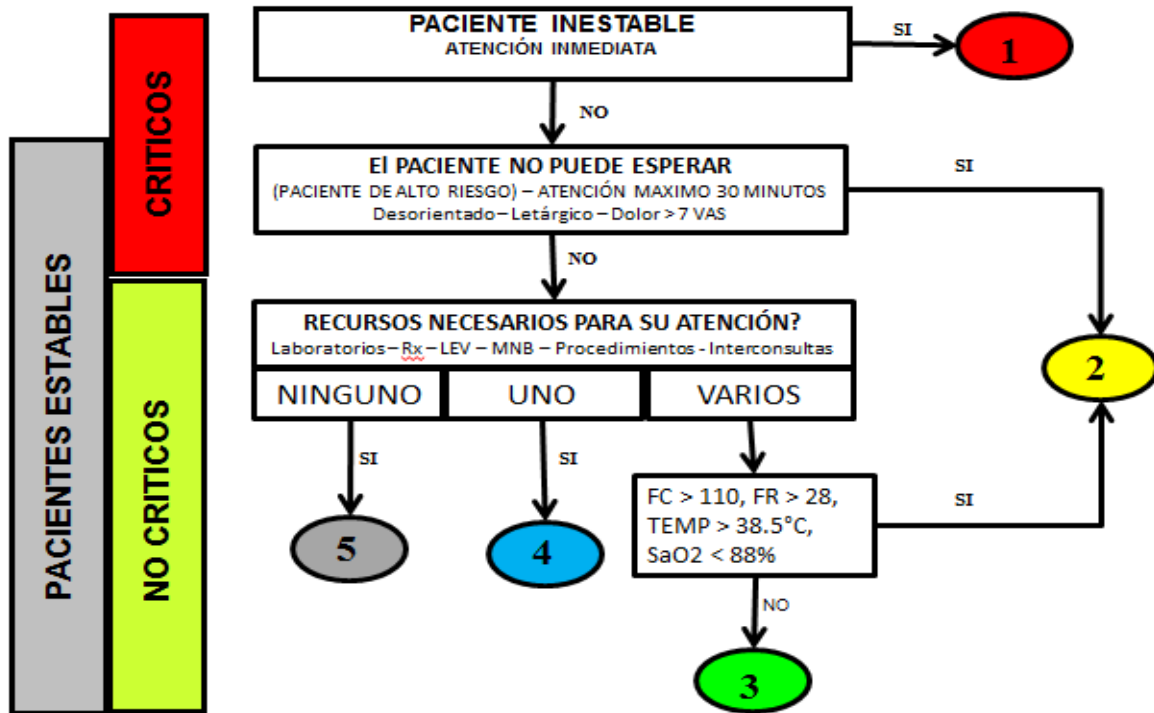 PACIENTE INESTABLE
ATENCIÓN INMEDIATA
SI
1
NO
El PACIENTE NO PUEDE ESPERAR
(PACIENTE DE ALTO RIESGO) – ATENCIÓN MAXIMO 30 MINUTOS
Desorientado – Letárgico – Dolor > 7 VAS
SI
NO
RECURSOS NECESARIOS PARA SU ATENCIÓN?
Laboratorios – Rx – LEV – MNB – Procedimientos - Interconsultas
NINGUNO
UNO
VARIOS
2
SI
SI
FC > 110, FR > 28,
TEMP > 38.5°C,
SaO2 < 88%
SI
5
4
NO
3
CRITICOS
NO CRITICOS
PACIENTES ESTABLES